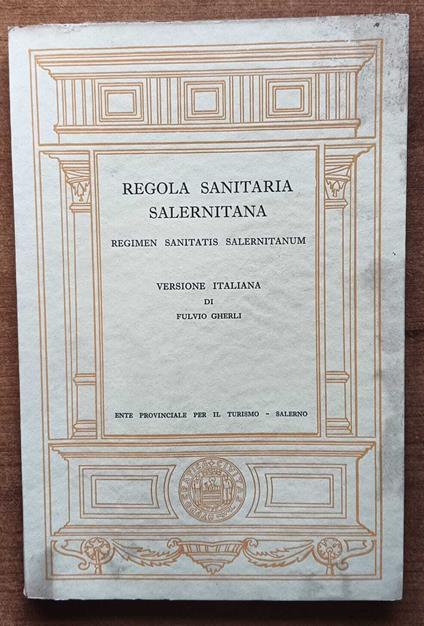 REGOLA SANITARIA
SALERNITANA
REGIMEN SANITATIS SALERNITANUM
VERSIONE ITALIANA
DI
FULVIO GHERLI
ENTE PROVINCIALE PER IL TURISMO - SALERNO